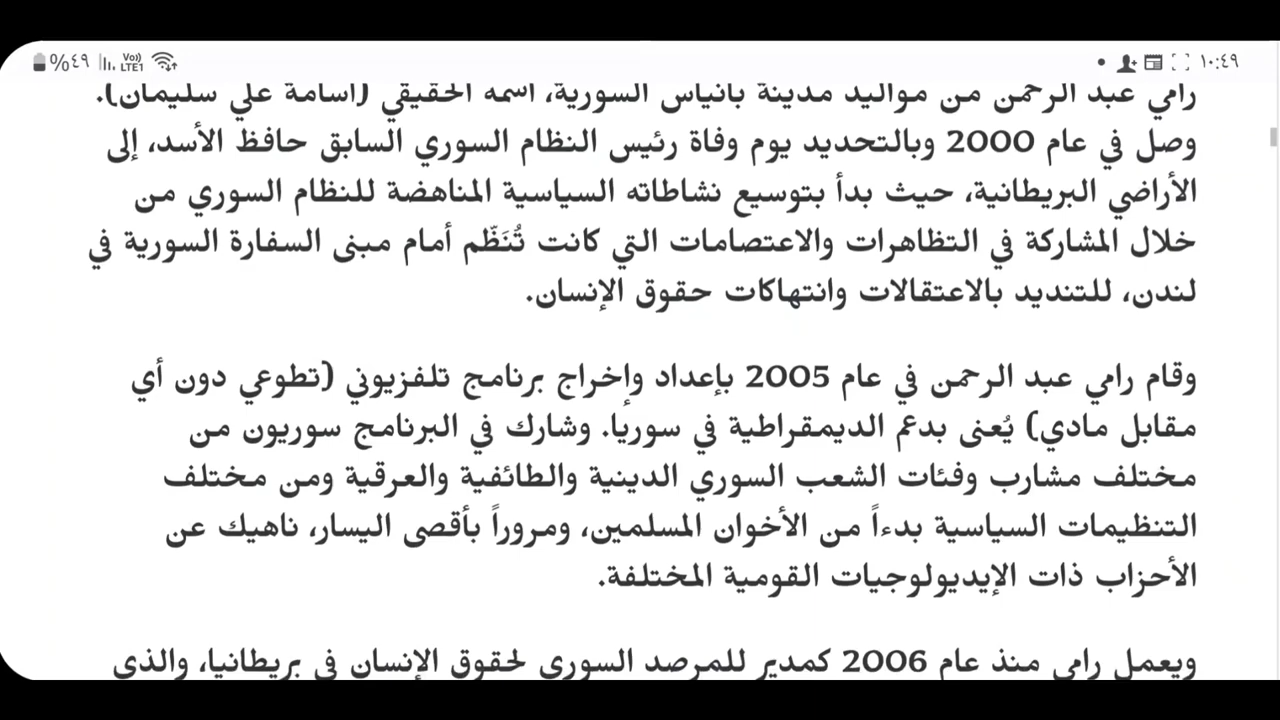 ١٠:٤٩
%٤٩
Vo))
LTE1
رامي عبد الرحمن من مواليد مدينة بانياس السورية، اسمه الحقيقي (أسامة علي سليمان).
وصل في عام 2000 وبالتحديد يوم وفاة رئيس النظام السوري السابق حافظ الأسد، إلى
الأراضي البريطانية، حيث بدأ بتوسيع نشاطاته السياسية المناهضة للنظام السوري من
خلال المشاركة في التظاهرات والاعتصامات التي كانت تُنَظّم أمام مبنى السفارة السورية في
لندن، للتنديد بالاعتقالات وانتهاكات حقوق الإنسان.
وقام رامي عبد الرحمن في عام 2005 بإعداد وإخراج برنامج تلفزيوني (تطوعي دون أي
مقابل مادي) يُعنى بدعم الديمقراطية في سوريا. وشارك في البرنامج سوريون من
مختلف مشارب وفئات الشعب السوري الدينية والطائفية والعرقية ومن مختلف
التنظيمات السياسية بدءاً من الأخوان المسلمين، ومروراً بأقصى اليسار، ناهيك عن
الأحزاب ذات الإيديولوجيات القومية المختلفة.
ويعمل رامي منذ عام 2006 كمدير للمرصد السوري لحقوق الإنسان في بريطانيا، والذي